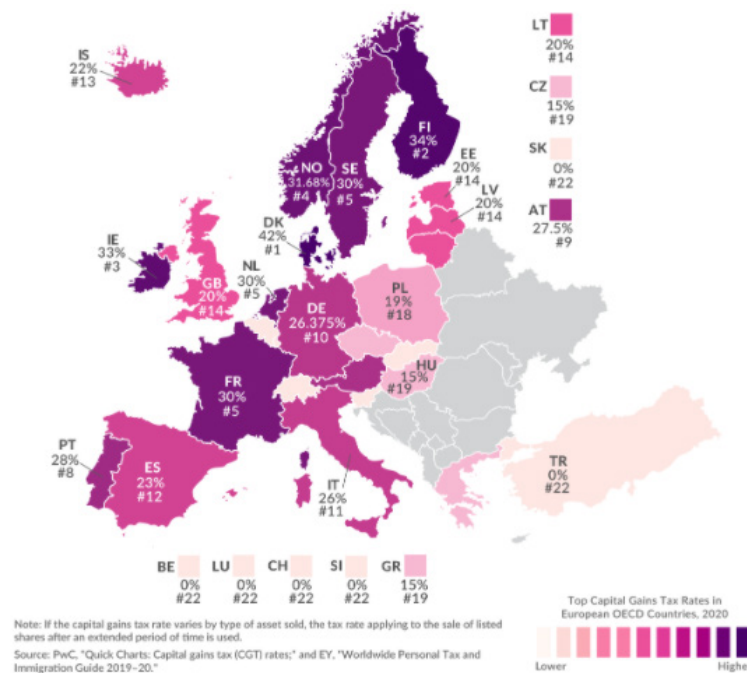 IS
22%
#13
LT
20%
#14
CZ
15%
#19
SK
0%
#22
AT
27.5%
#9
FI
34%
#2
NO
31.68%
#4
SE
30%
#5
EE
20%
#14
LV
20%
#14
DK
42%
#1
IE
33%
#3
GB
20%
#14
NL
30%
#5
DE
26.375%
#10
PL
19%
#18
HU
15%
#19
FR
30%
#5
PT
28%
#8
ES
23%
#12
IT
26%
#11
TR
0%
#22
BE
0%
#22
LU
0%
#22
CH
0%
#22
SI
0%
#22
GR
15%
#19
Note: If the capital gains tax rate varies by type of asset sold, the tax rate applying to the sale of listed
shares after an extended period of time is used.
Source: PwC, "Quick Charts: Capital gains tax (CGT) rates;" and EY, "Worldwide Personal Tax and
Immigration Guide 2019–20."
Top Capital Gains Tax Rates in
European OECD Countries, 2020
Lower
Highe